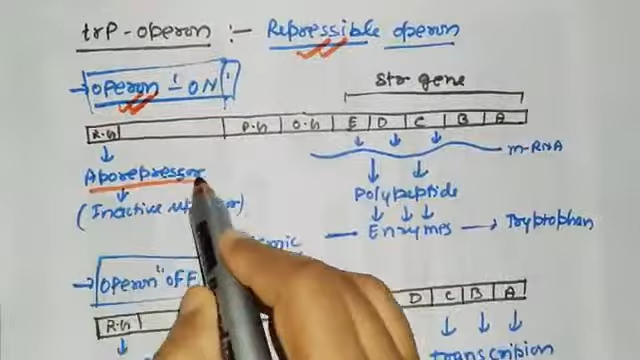 trp-operon :- Repressible operon
→ operon 'ON'
Str gene
R.G P.G O.G E D C B A
m-RNA
Aporepressor
Polypeptide
(Inactive
Enzymes → Tryptophan
→ operon "OFF
D C B A
R.G
transcription